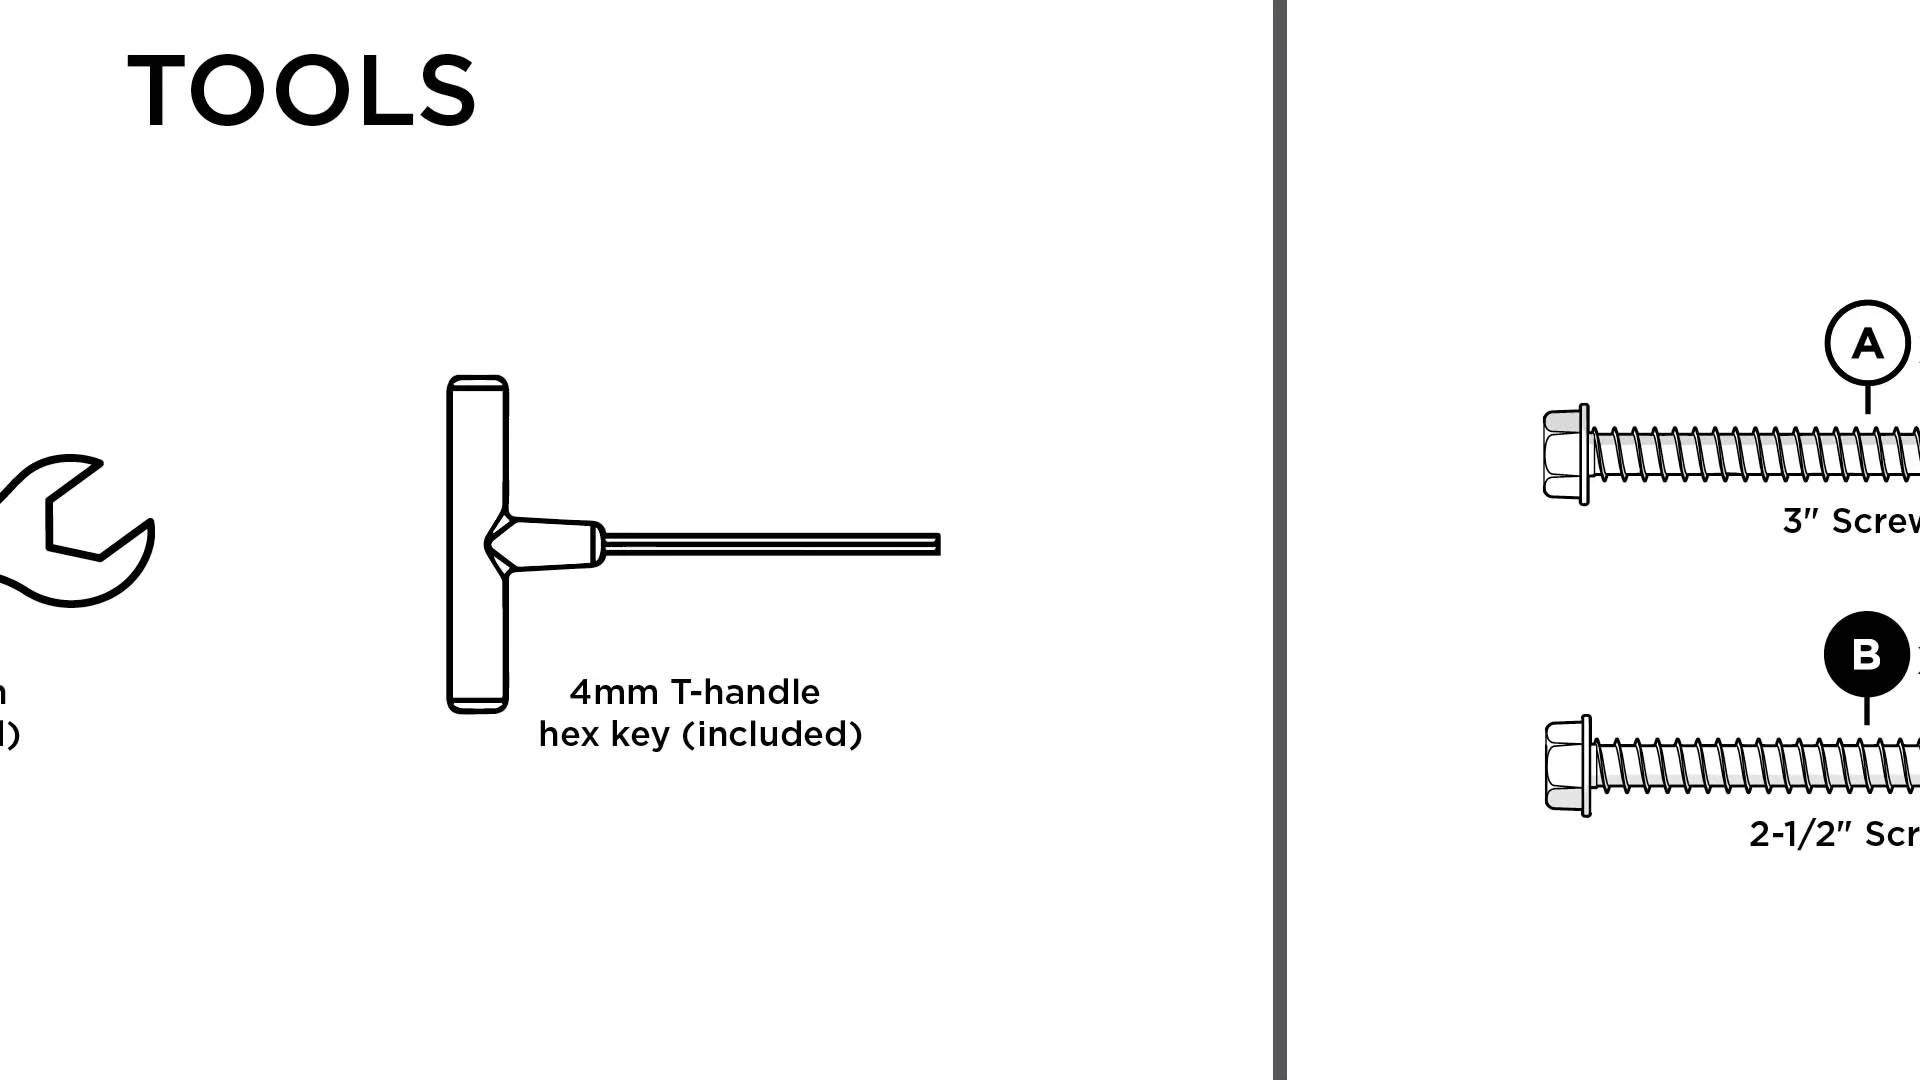 TOOLS
4mm T-handle
hex key (included)
A
3" Screw
B
2-1/2" Scr